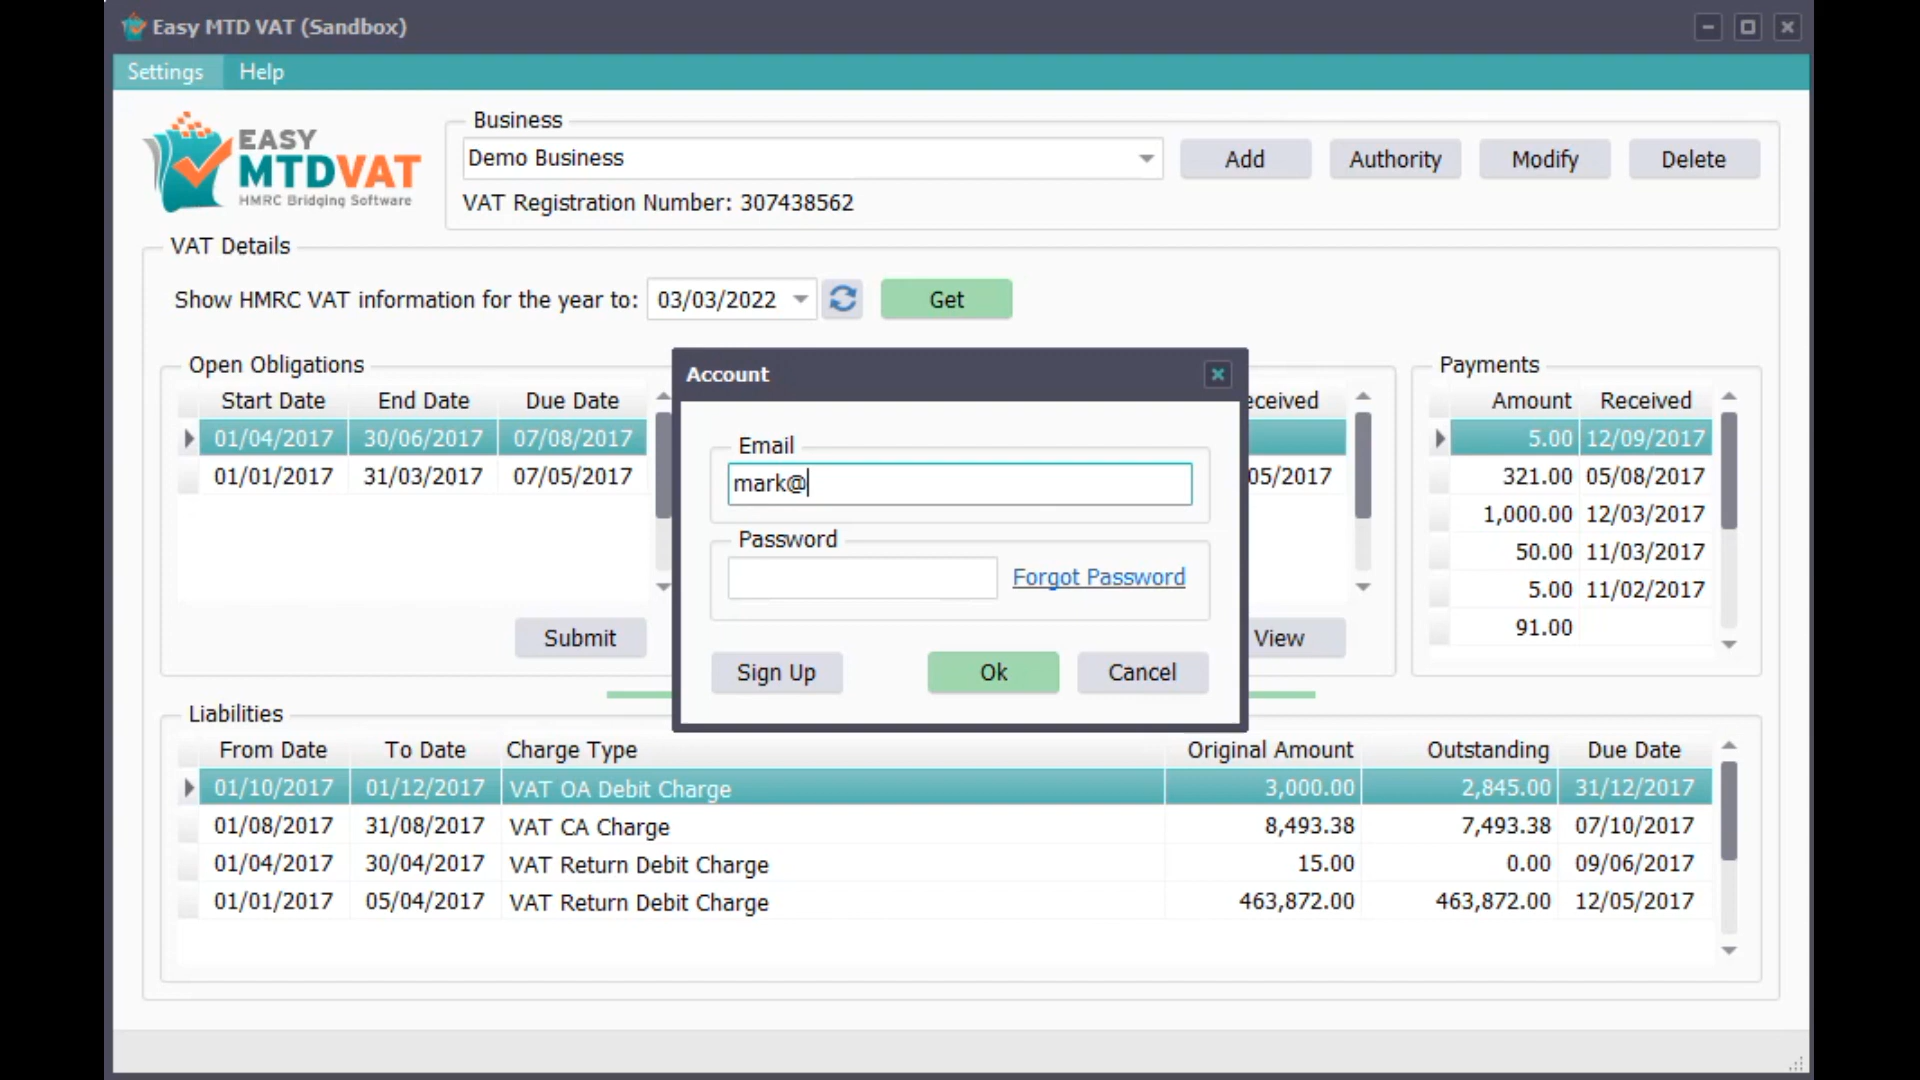 Easy MTD VAT (Sandbox)
Settings Help
EASY
MTDVAT
HMRC Bridging Software
Business
Demo Business
Add Authority Modify Delete
VAT Registration Number: 307438562
VAT Details
Show HMRC VAT information for the year to: 03/03/2022 Get
Open Obligations
Start Date End Date Due Date
01/04/2017 30/06/2017 07/08/2017
01/01/2017 31/03/2017 07/05/2017
Submit
Account
Email
mark@
Password
Forgot Password
Sign Up Ok Cancel
eceived
05/2017
View
Payments
Amount Received
5.00 12/09/2017
321.00 05/08/2017
1,000.00 12/03/2017
50.00 11/03/2017
5.00 11/02/2017
91.00
Liabilities
From Date To Date Charge Type Original Amount Outstanding Due Date
01/10/2017 01/12/2017 VAT OA Debit Charge 3,000.00 2,845.00 31/12/2017
01/08/2017 31/08/2017 VAT CA Charge 8,493.38 7,493.38 07/10/2017
01/04/2017 30/04/2017 VAT Return Debit Charge 15.00 0.00 09/06/2017
01/01/2017 05/04/2017 VAT Return Debit Charge 463,872.00 463,872.00 12/05/2017